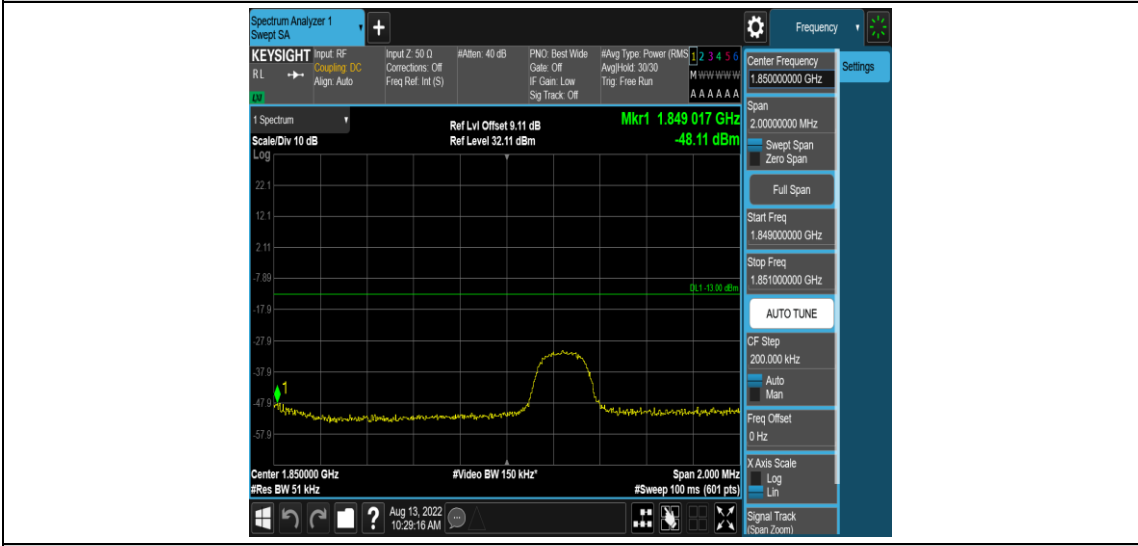 Spectrum Analyzer 1
Swept SA
+
Frequency
KEYSIGHT
RL
LXI
Input: RF
Coupling: DC
Align: Auto
Input Z: 50 Ω
Corrections: Off
Freq Ref: Int (S)
#Atten: 40 dB
PNO: Best Wide
Gate: Off
IF Gain: Low
Sig Track: Off
#Avg Type: Power (RMS
Avg|Hold: 30/30
Trig: Free Run
1 2 3 4 5 6
M W W W W W
A A A A A A
1 Spectrum
Scale/Div 10 dB
Log
Ref Lvl Offset 9.11 dB
Ref Level 32.11 dBm
Mkr1 1.849 017 GHz
-48.11 dBm
22.1
12.1
2.11
-7.89
DL1 -13.00 dBm
-17.9
-27.9
-37.9
1
-47.9
-57.9
Center 1.850000 GHz
#Res BW 51 kHz
#Video BW 150 kHz*
Span 2.000 MHz
#Sweep 100 ms (601 pts)
?
Aug 13, 2022
10:29:16 AM
Settings
Center Frequency
1.850000000 GHz
Span
2.00000000 MHz
Swept Span
Zero Span
Full Span
Start Freq
1.849000000 GHz
Stop Freq
1.851000000 GHz
AUTO TUNE
CF Step
200.000 kHz
Auto
Man
Freq Offset
0 Hz
X Axis Scale
Log
Lin
Signal Track
(Span Zoom)